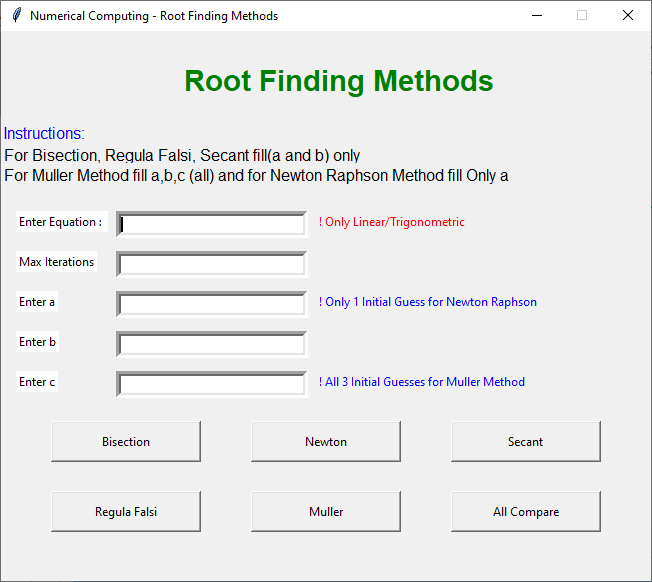 Numerical Computing - Root Finding Methods
Root Finding Methods
Instructions:
For Bisection, Regula Falsi, Secant fill(a and b) only
For Muller Method fill a,b,c (all) and for Newton Raphson Method fill Only a
Enter Equation : ! Only Linear/Trigonometric
Max Iterations
Enter a ! Only 1 Initial Guess for Newton Raphson
Enter b
Enter c ! All 3 Initial Guesses for Muller Method
Bisection Newton Secant
Regula Falsi Muller All Compare